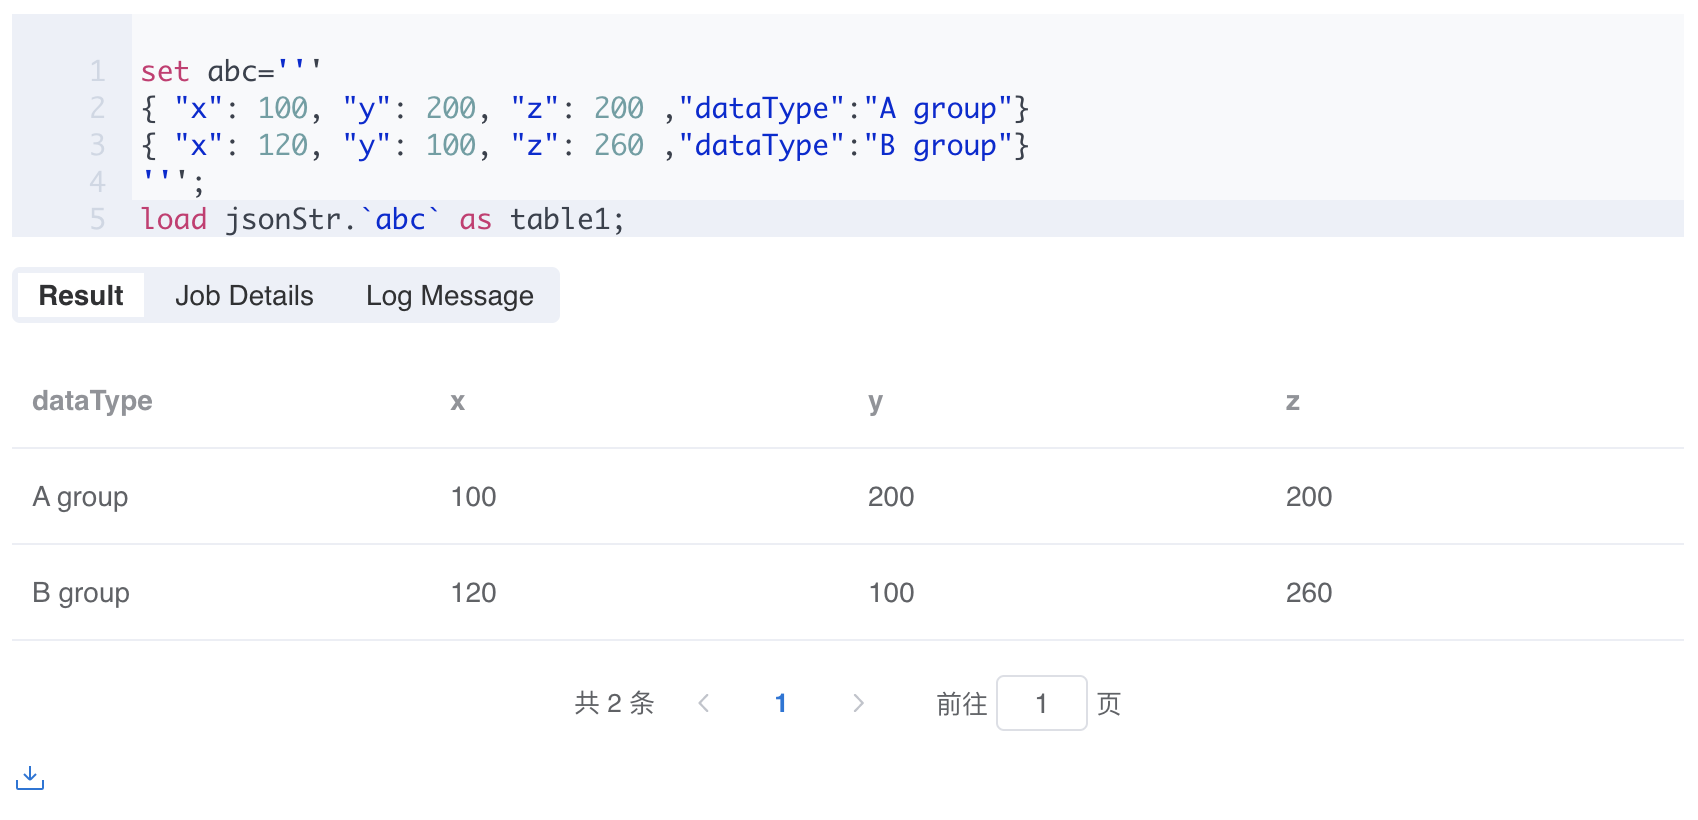 1 set abc='''
2 { "x": 100, "y": 200, "z": 200 ,"dataType":"A group"}
3 { "x": 120, "y": 100, "z": 260 ,"dataType":"B group"}
4 ''';
5 load jsonStr.`abc` as table1;
Result Job Details Log Message
dataType x y z
A group 100 200 200
B group 120 100 260
共 2 条 1 前往 1 页